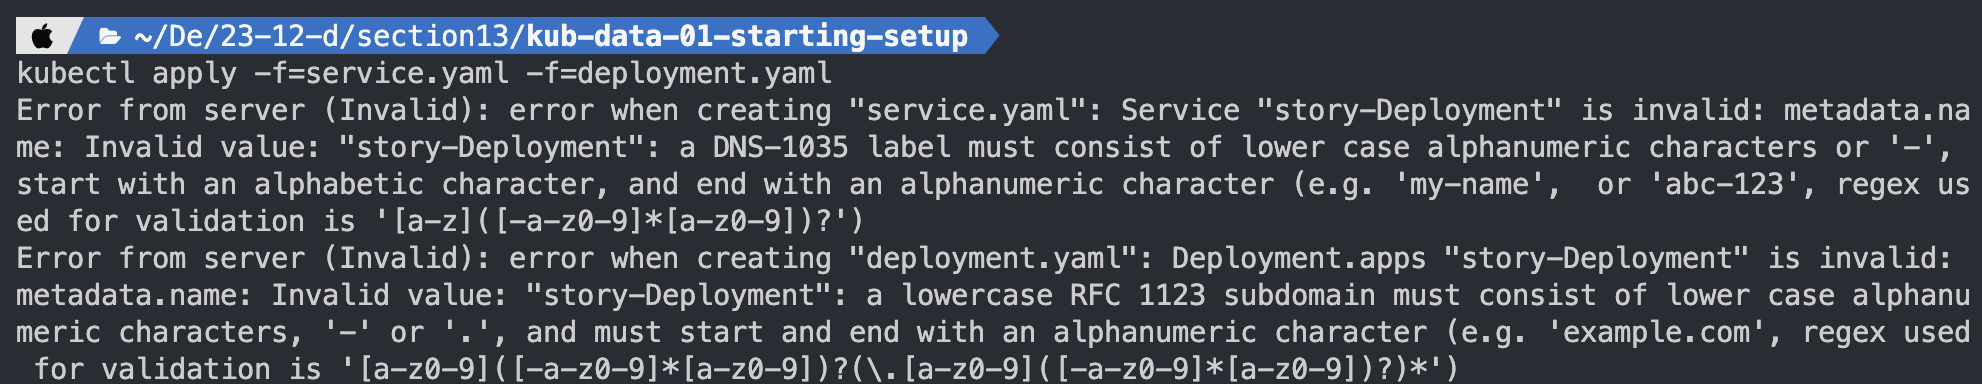 ~/De/23-12-d/section13/kub-data-01-starting-setup
kubectl apply -f=service.yaml -f=deployment.yaml
Error from server (Invalid): error when creating "service.yaml": Service "story-Deployment" is invalid: metadata.na
me: Invalid value: "story-Deployment": a DNS-1035 label must consist of lower case alphanumeric characters or '-',
start with an alphabetic character, and end with an alphanumeric character (e.g. 'my-name',  or 'abc-123', regex us
ed for validation is '[a-z]([-a-z0-9]*[a-z0-9])?')
Error from server (Invalid): error when creating "deployment.yaml": Deployment.apps "story-Deployment" is invalid:
metadata.name: Invalid value: "story-Deployment": a lowercase RFC 1123 subdomain must consist of lower case alphanu
meric characters, '-' or '.', and must start and end with an alphanumeric character (e.g. 'example.com', regex used
 for validation is '[a-z0-9]([-a-z0-9]*[a-z0-9])?(\.[a-z0-9]([-a-z0-9]*[a-z0-9])?)*')